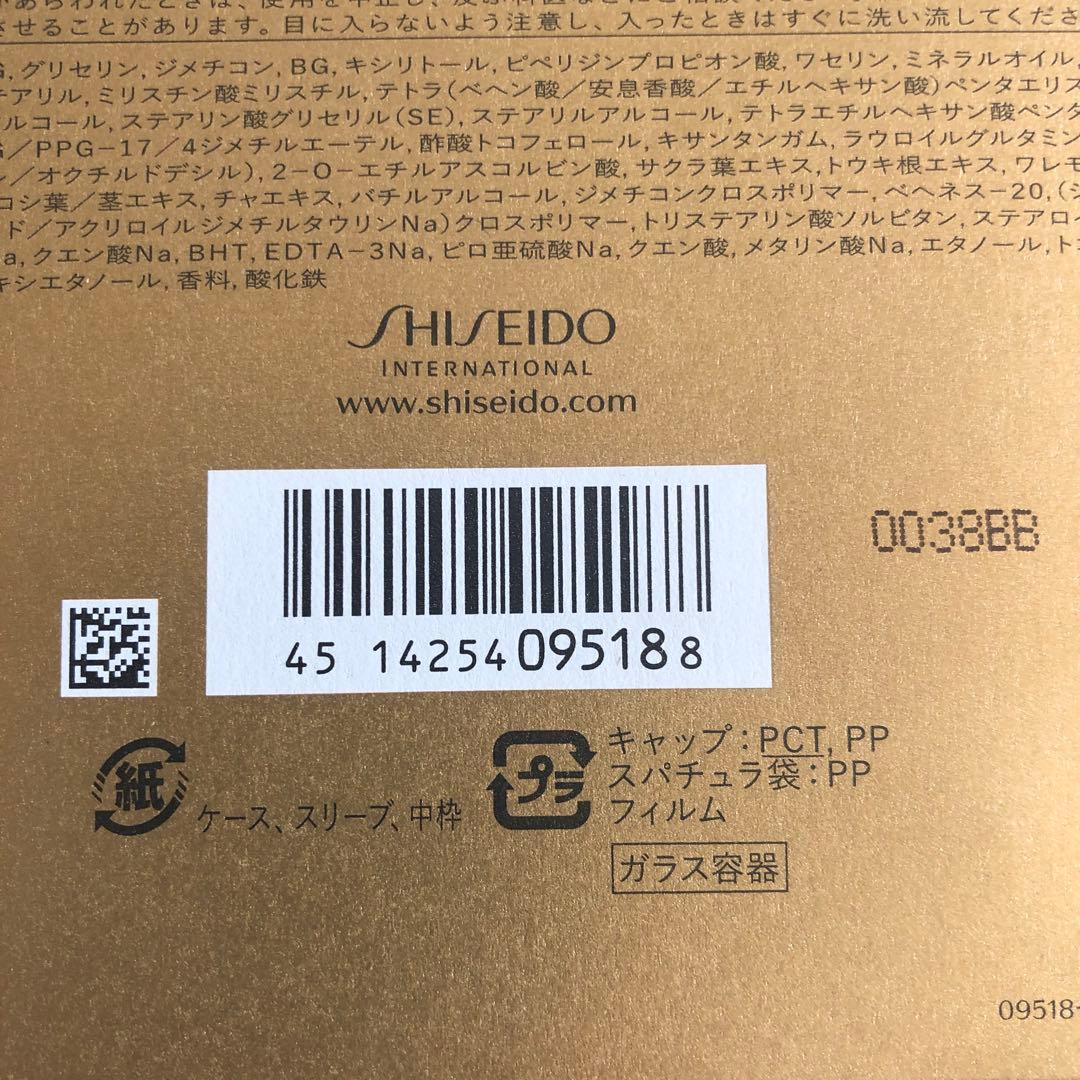 させることがあります。目に入らないよう注意し、入ったときはすぐに洗い流してくださ
G, グリセリン, ジメチコン, BG, キシリトール, ピペリジンプロピオン酸, ワセリン, ミネラルオイル,
テアリル, ミリスチン酸ミリスチル, テトラ(ベヘン酸／安息香酸／エチルヘキサン酸)ペンタエリス
ルコール, ステアリン酸グリセリル(SE), ステアリルアルコール, テトラエチルヘキサン酸ペンタ
G／PPG-17／4ジメチルエーテル, 酢酸トコフェロール, キサンタンガム, ラウロイルグルタミン
ル／オクチルドデシル), 2-O-エチルアスコルビン酸, サクラ葉エキス, トウキ根エキス, ワレモ
コシ葉／茎エキス, チャエキス, バチルアルコール, ジメチコンクロスポリマー, ベヘネス-20, (ジ
ド／アクリロイルジメチルタウリンNa)クロスポリマー, トリステアリン酸ソルビタン, ステアロイ
a, クエン酸Na, BHT, EDTA-3Na, ピロ亜硫酸Na, クエン酸, メタリン酸Na, エタノール, トコ
キシエタノール, 香料, 酸化鉄
SHISEIDO
INTERNATIONAL
www.shiseido.com
0038BB
45 14254 09518 8
紙
ケース、スリーブ、中枠
プラ
キャップ : PCT, PP
スパチュラ袋 : PP
フィルム
ガラス容器
09518-